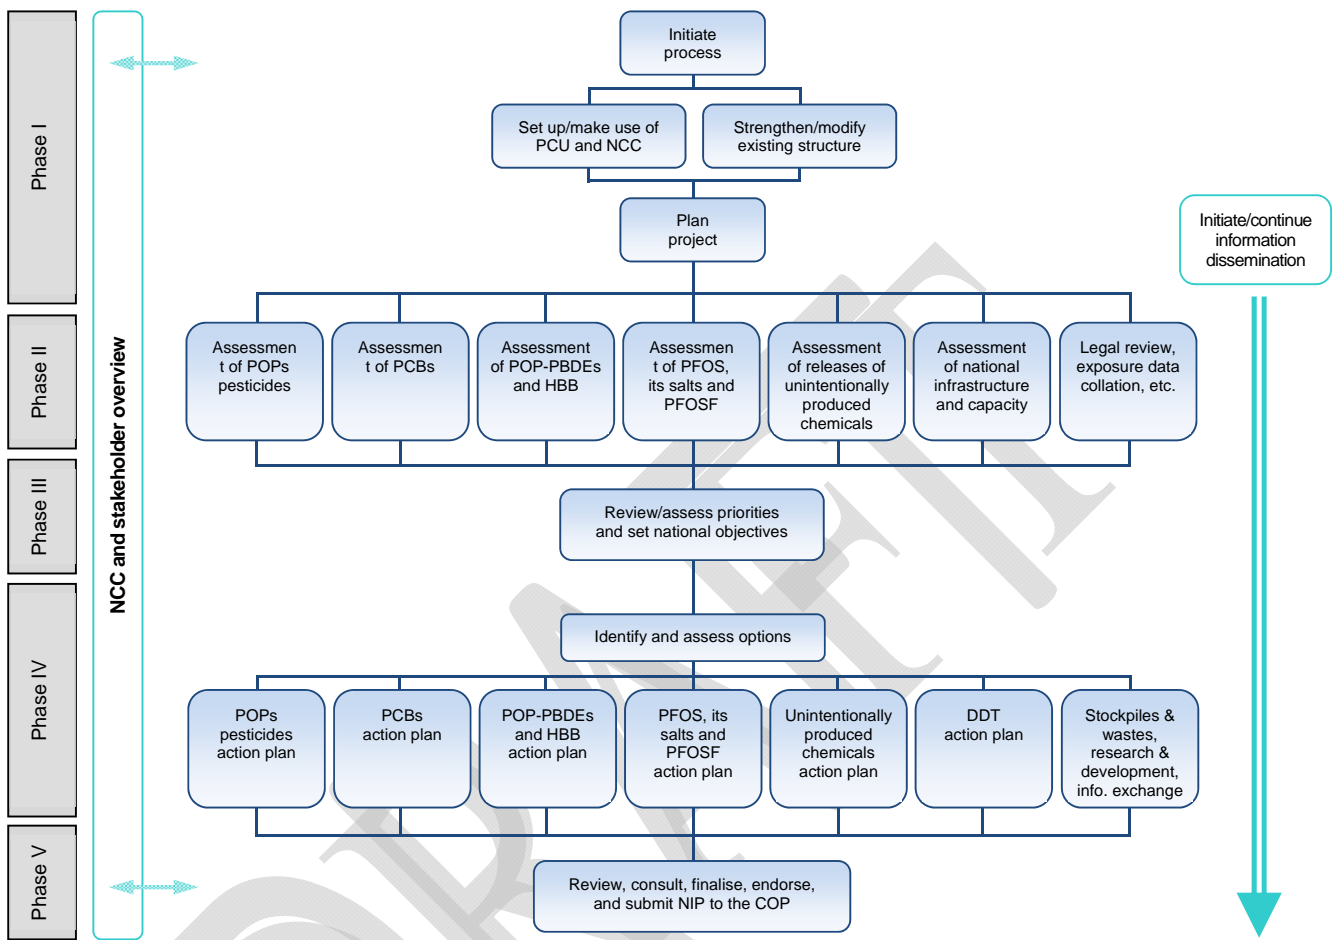 Initiate
process
Phase I
Set up/make use of
PCU and NCC
Strengthen/modify
existing structure
Plan
project
Initiate/continue
information
dissemination
NCC and stakeholder overview
Phase II
Assessmen
t of POPs
pesticides
Assessmen
t of PCBs
Assessment
of POP-PBDEs
and HBB
Assessmen
t of PFOS,
its salts and
PFOSF
Assessment
of releases of
unintentionally
produced
chemicals
Assessment
of national
infrastructure
and capacity
Legal review,
exposure data
collation, etc.
Phase III
Review/assess priorities
and set national objectives
Phase IV
Identify and assess options
POPs
pesticides
action plan
PCBs
action plan
POP-PBDEs
and HBB
action plan
PFOS, its
salts and
PFOSF
action plan
Unintentionally
produced
chemicals
action plan
DDT
action plan
Stockpiles &
wastes,
research &
development,
info. exchange
Phase V
Review, consult, finalise, endorse,
and submit NIP to the COP
DRAFT